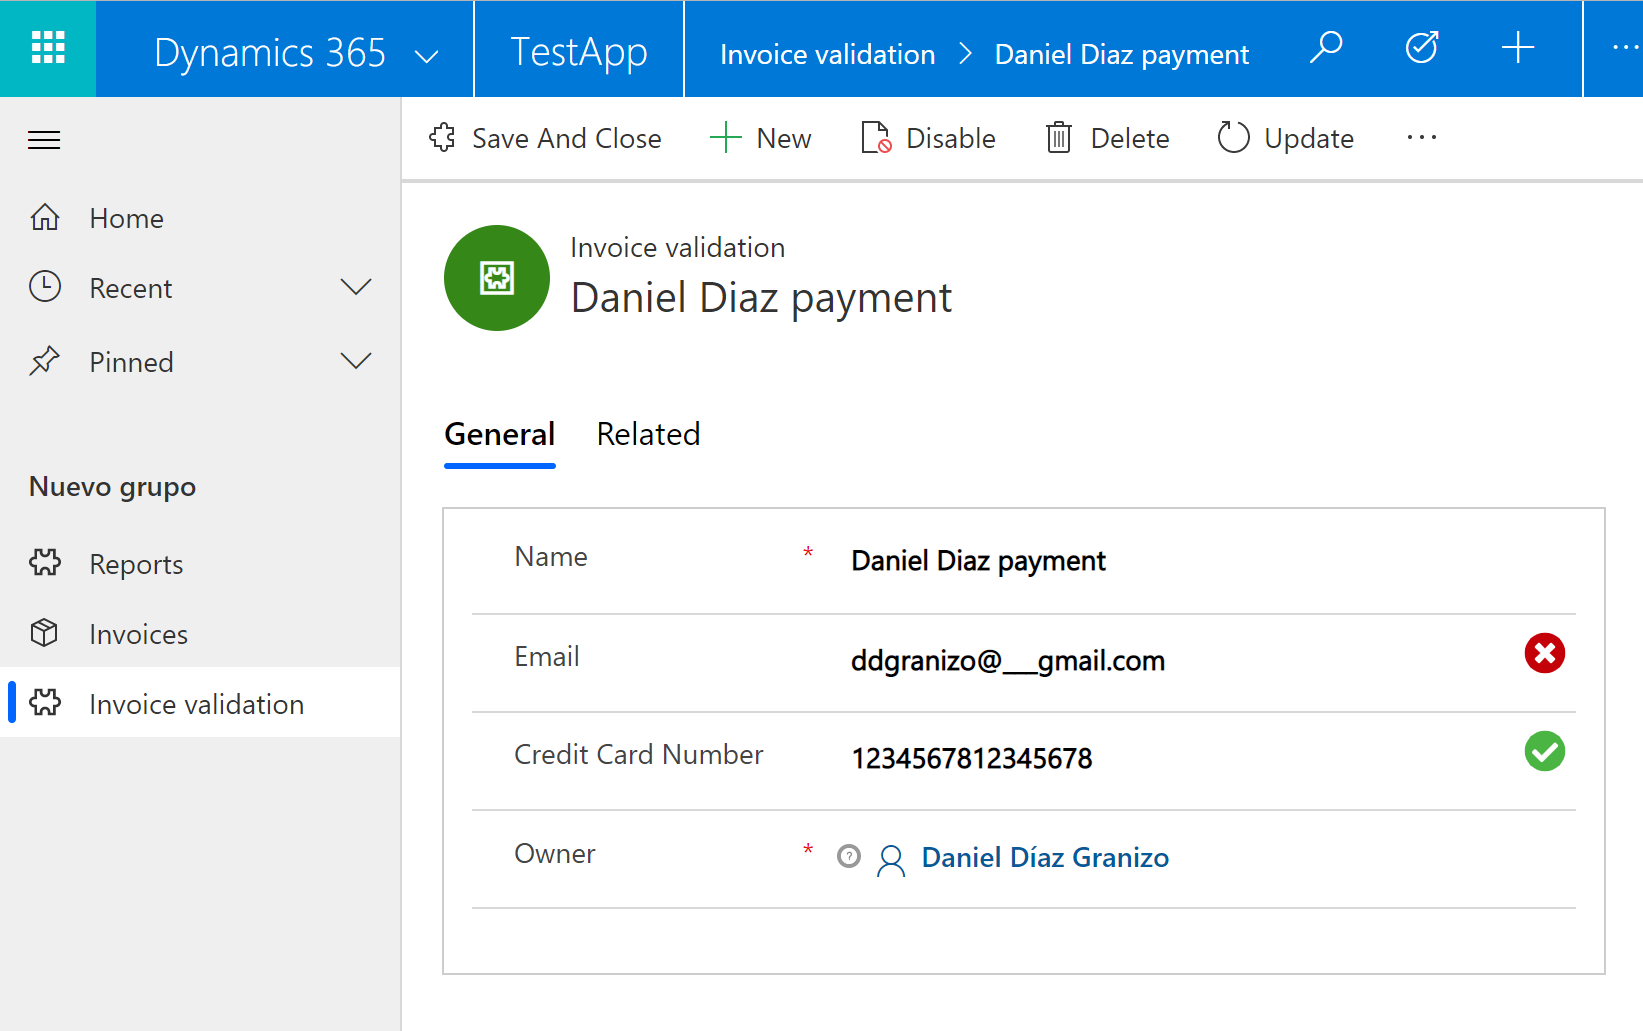 Dynamics 365
TestApp
Invoice validation > Daniel Diaz payment
Save And Close
New
Disable
Delete
Update
Home
Recent
Pinned
Nuevo grupo
Reports
Invoices
Invoice validation
Invoice validation
Daniel Diaz payment
General
Related
Name * Daniel Diaz payment
Email ddgranizo@___gmail.com
Credit Card Number 1234567812345678
Owner * Daniel Díaz Granizo